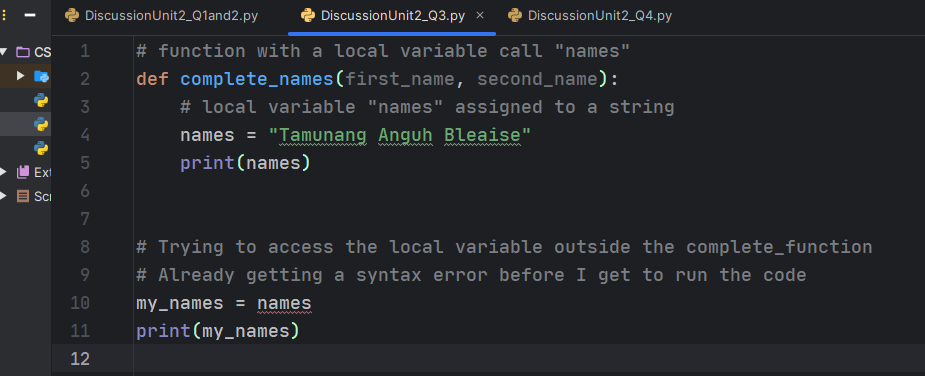 DiscussionUnit2_Q1and2.py
DiscussionUnit2_Q3.py ×
DiscussionUnit2_Q4.py
CS
Ext
Scr
1 # function with a local variable call "names"
2 def complete_names(first_name, second_name):
3     # local variable "names" assigned to a string
4     names = "Tamunang Anguh Bleaise"
5     print(names)
6
7
8 # Trying to access the local variable outside the complete_function
9 # Already getting a syntax error before I get to run the code
10 my_names = names
11 print(my_names)
12